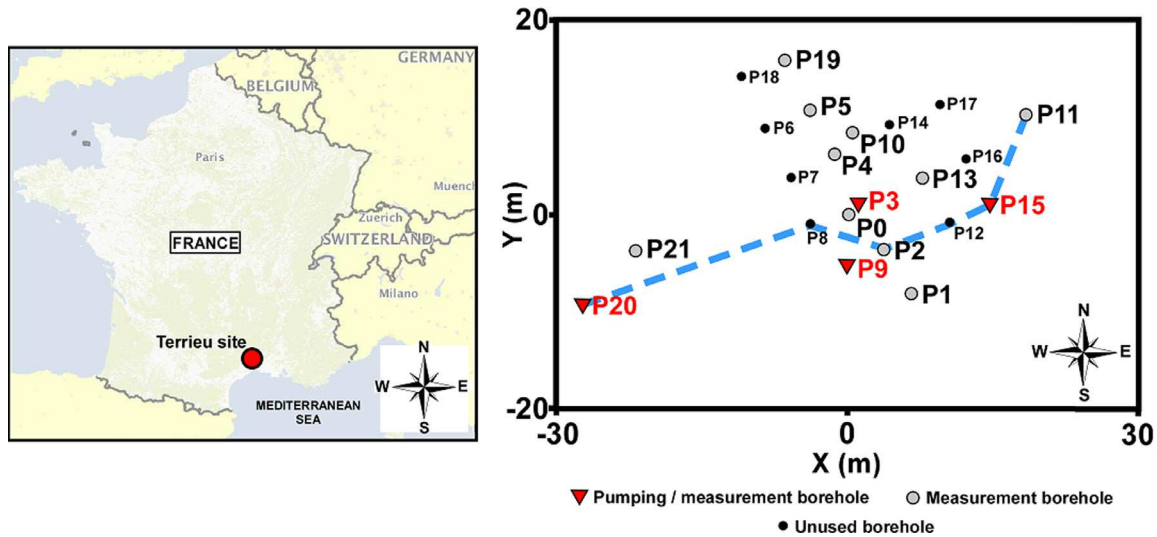 GERMANY
BELGIUM
Paris
Muench
FRANCE
Zuerich
SWITZERLAND
Milano
Terrieu site
MEDITERRANEAN
SEA
N
W
E
S
20
0
-20
Y (m)
-30
0
30
X (m)
P19
P18
P5
P17
P11
P6
P14
P10
P4
P16
P7
P13
P3
P15
P0
P8
P12
P2
P21
P9
P1
P20
N
W
E
S
Pumping / measurement borehole
Measurement borehole
Unused borehole